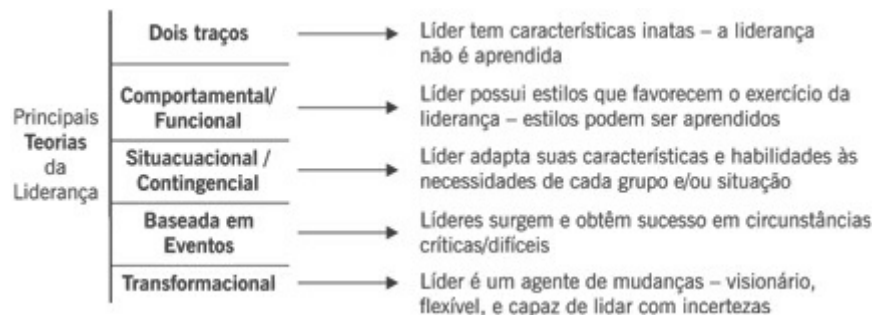 Principais
Teorias
da
Liderança
Dois traços
Líder tem características inatas – a liderança
não é aprendida
Comportamental/
Funcional
Líder possui estilos que favorecem o exercício da
liderança – estilos podem ser aprendidos
Situacuacional /
Contingencial
Líder adapta suas características e habilidades às
necessidades de cada grupo e/ou situação
Baseada em
Eventos
Líderes surgem e obtêm sucesso em circunstâncias
críticas/difíceis
Transformacional
Líder é um agente de mudanças – visionário,
flexível, e capaz de lidar com incertezas